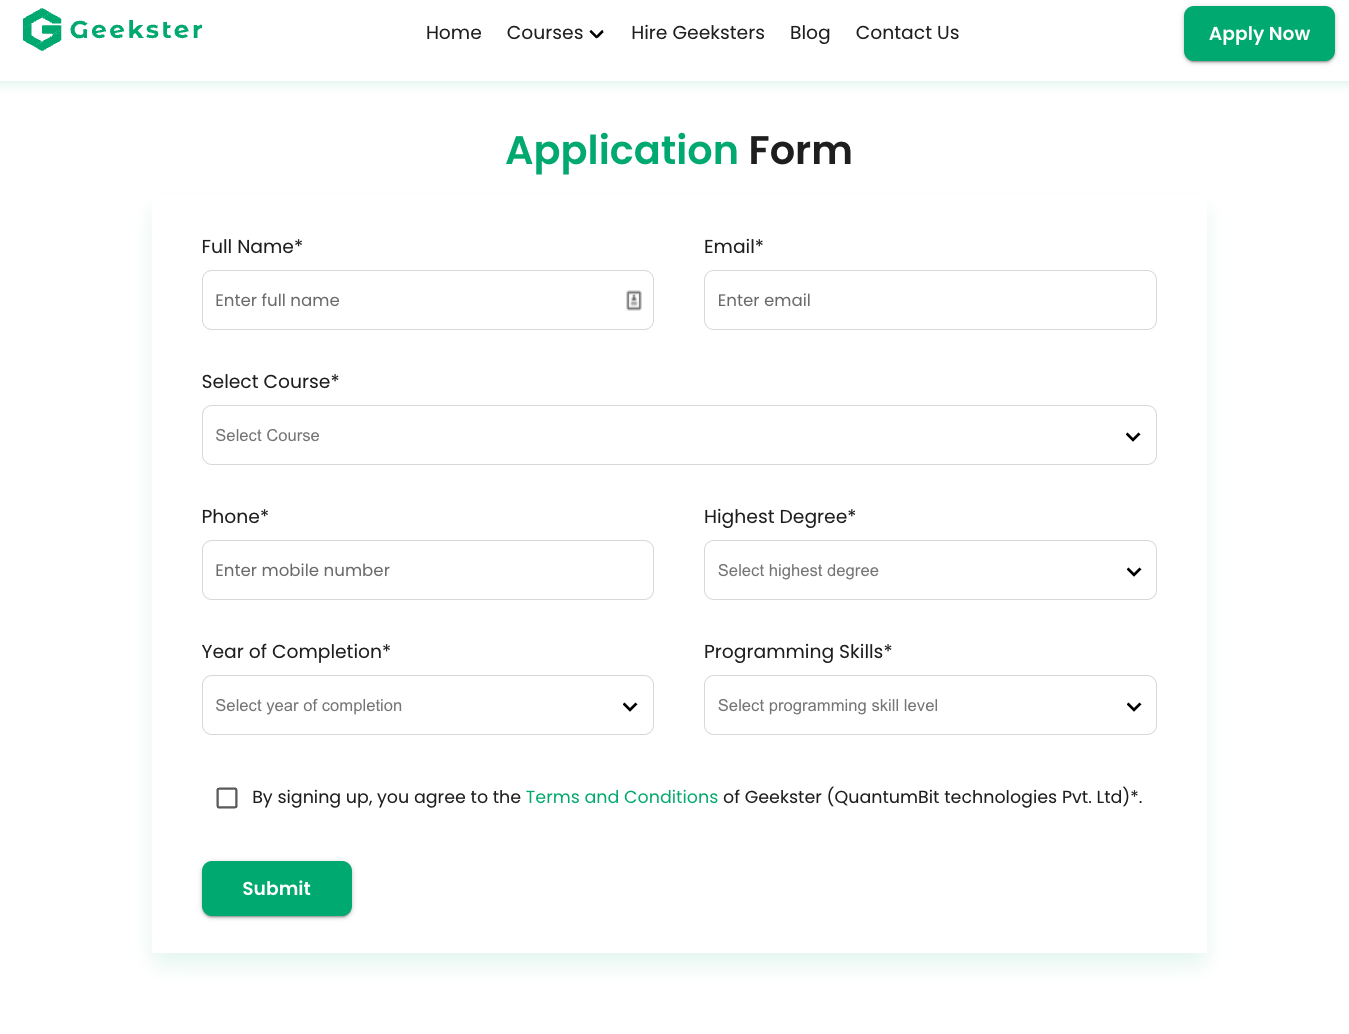 Geekster
Home Courses Hire Geeksters Blog Contact Us
Apply Now
Application Form
Full Name*
Enter full name
Email*
Enter email
Select Course*
Select Course
Phone*
Enter mobile number
Highest Degree*
Select highest degree
Year of Completion*
Select year of completion
Programming Skills*
Select programming skill level
By signing up, you agree to the Terms and Conditions of Geekster (QuantumBit technologies Pvt. Ltd)*.
Submit